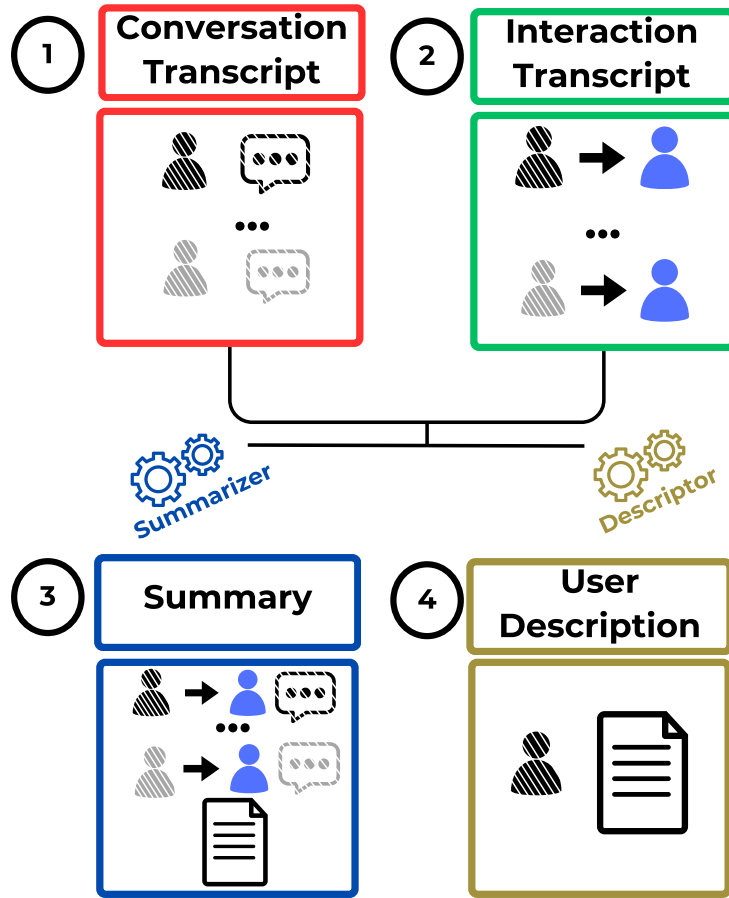 1
Conversation
Transcript
2
Interaction
Transcript
Summarizer
Descriptor
3
Summary
4
User
Description